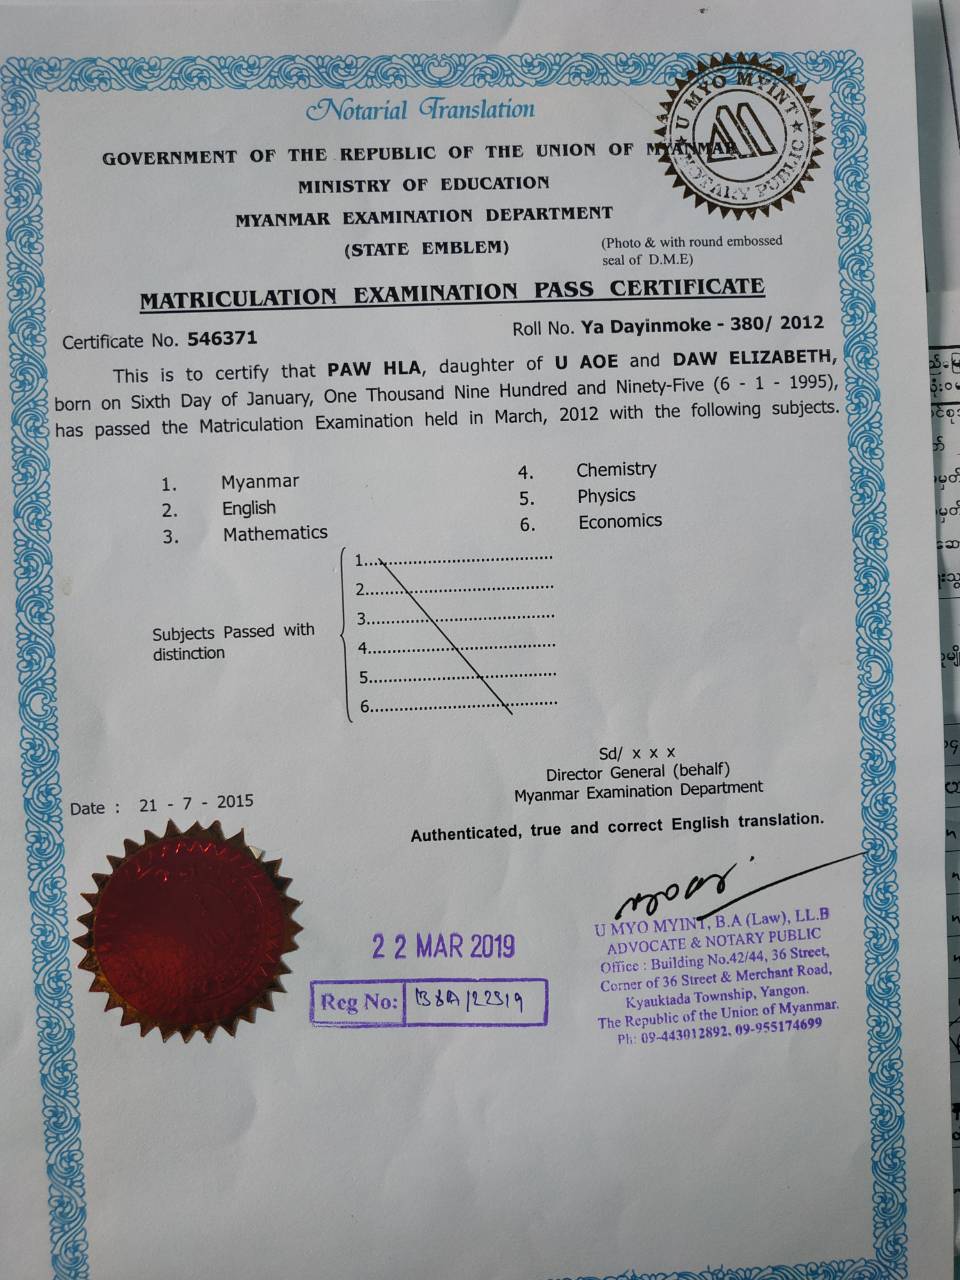 Notarial Translation
U MYO MYINT
NOTARY PUBLIC
GOVERNMENT OF THE REPUBLIC OF THE UNION OF MYANMAR
MINISTRY OF EDUCATION
MYANMAR EXAMINATION DEPARTMENT
(STATE EMBLEM)
(Photo & with round embossed
seal of D.M.E)
MATRICULATION EXAMINATION PASS CERTIFICATE
Certificate No. 546371
Roll No. Ya Dayinmoke - 380/ 2012
This is to certify that PAW HLA, daughter of U AOE and DAW ELIZABETH,
born on Sixth Day of January, One Thousand Nine Hundred and Ninety-Five (6 - 1 - 1995),
has passed the Matriculation Examination held in March, 2012 with the following subjects.
1. Myanmar
2. English
3. Mathematics
4. Chemistry
5. Physics
6. Economics
Subjects Passed with
distinction
1...
2...
3...
4...
5...
6...
Sd/ x x x
Director General (behalf)
Myanmar Examination Department
Date : 21 - 7 - 2015
Authenticated, true and correct English translation.
22 MAR 2019
Reg No:
U MYO MYINT, B.A (Law), LL.B
ADVOCATE & NOTARY PUBLIC
Office : Building No.42/44, 36 Street,
Corner of 36 Street & Merchant Road,
Kyauktada Township, Yangon.
The Republic of the Union of Myanmar.
Ph: 09-443012892, 09-955174699